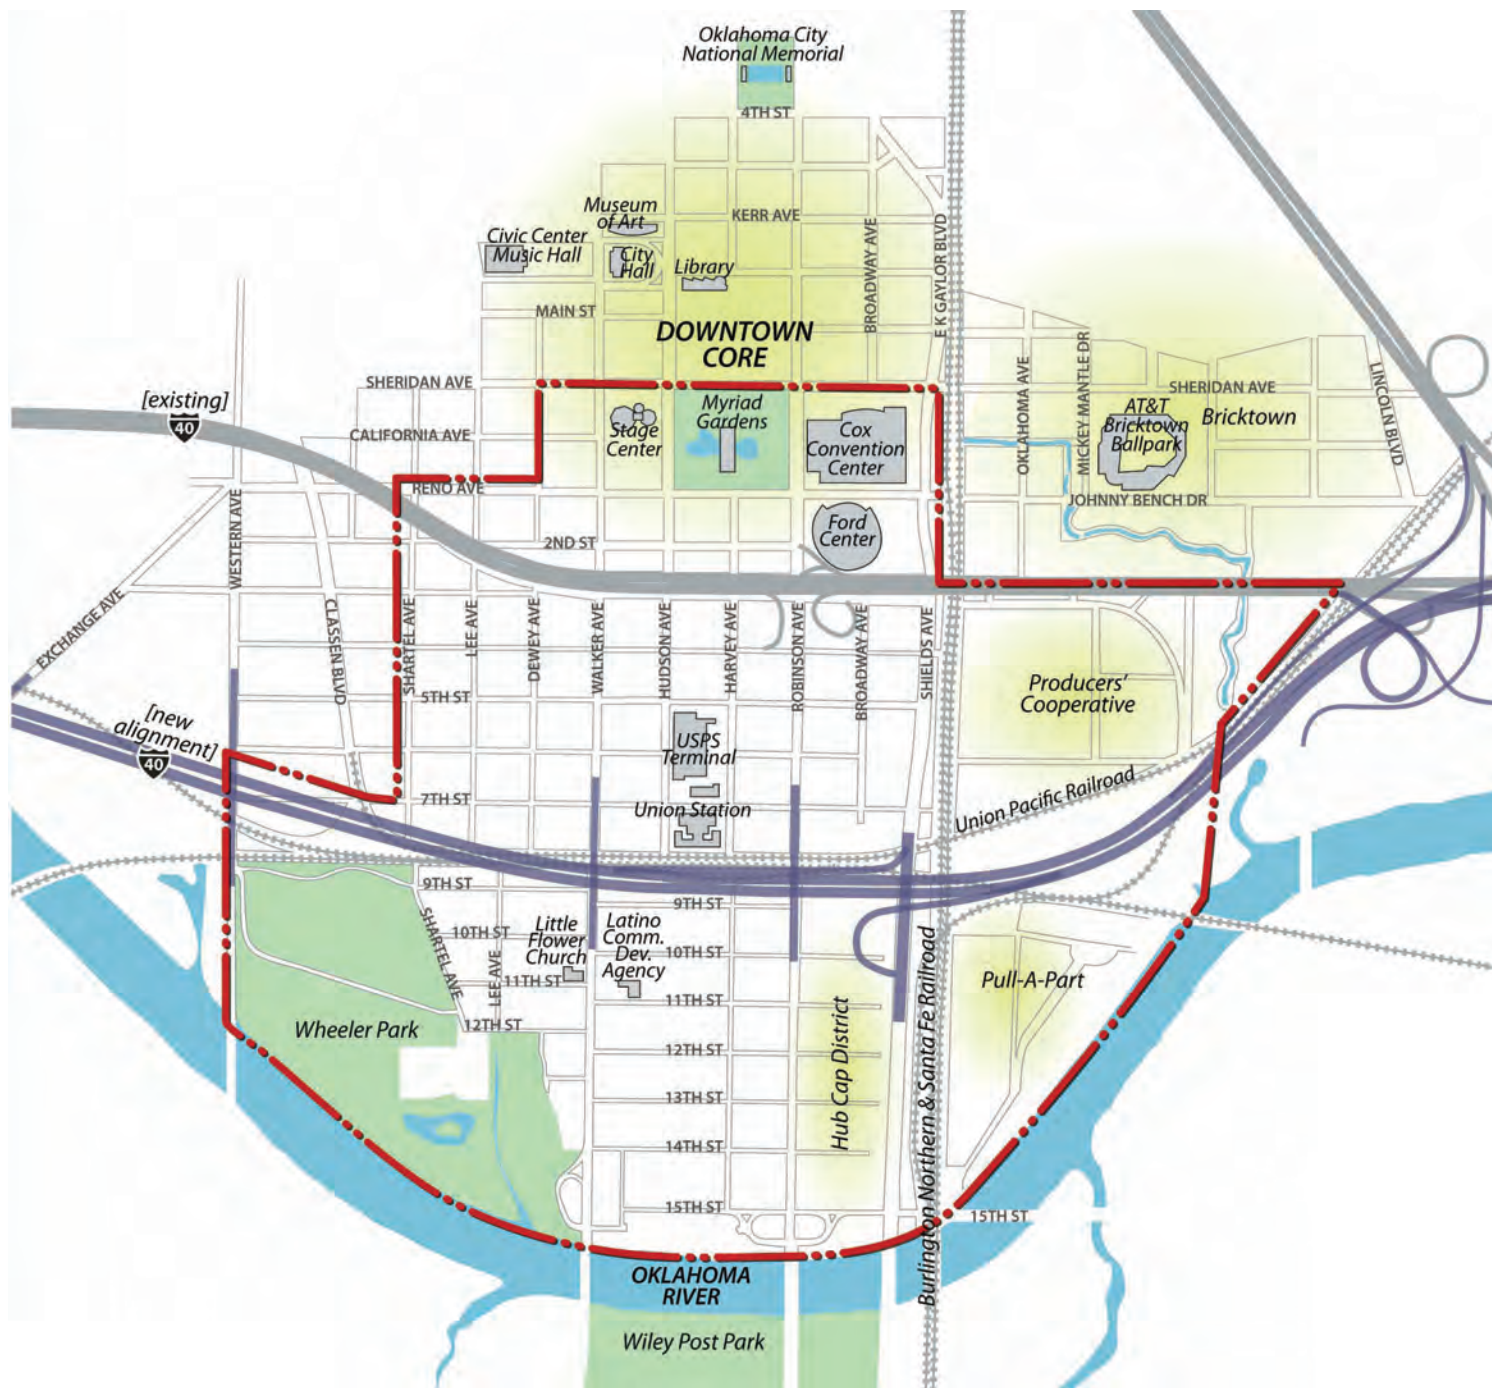 Oklahoma City
National Memorial
4TH ST
Museum
of Art
KERR AVE
Civic Center
Music Hall
City
Hall
Library
BROADWAY AVE
E K GAYLOR BLVD
MAIN ST
DOWNTOWN
CORE
OKLAHOMA AVE
MICKEY MANTLE DR
LINCOLN BLVD
SHERIDAN AVE
SHERIDAN AVE
[existing]
40
Stage
Center
Myriad
Gardens
Cox
Convention
Center
AT&T
Bricktown
Ballpark
Bricktown
CALIFORNIA AVE
RENO AVE
JOHNNY BENCH DR
WESTERN AVE
Ford
Center
2ND ST
EXCHANGE AVE
CLASSEN BLVD
SHARTEL AVE
LEE AVE
DEWEY AVE
WALKER AVE
HUDSON AVE
HARVEY AVE
ROBINSON AVE
BROADWAY AVE
SHIELDS AVE
5TH ST
Producers'
Cooperative
[new
alignment]
40
USPS
Terminal
7TH ST
Union Station
Union Pacific Railroad
9TH ST
9TH ST
SHARTEL AVE
10TH ST
LEE AVE
Little
Flower
Church
Latino
Comm.
Dev.
Agency
10TH ST
11TH ST
11TH ST
Pull-A-Part
Wheeler Park
12TH ST
12TH ST
Hub Cap District
Burlington Northern & Santa Fe Railroad
13TH ST
14TH ST
15TH ST
15TH ST
OKLAHOMA
RIVER
Wiley Post Park